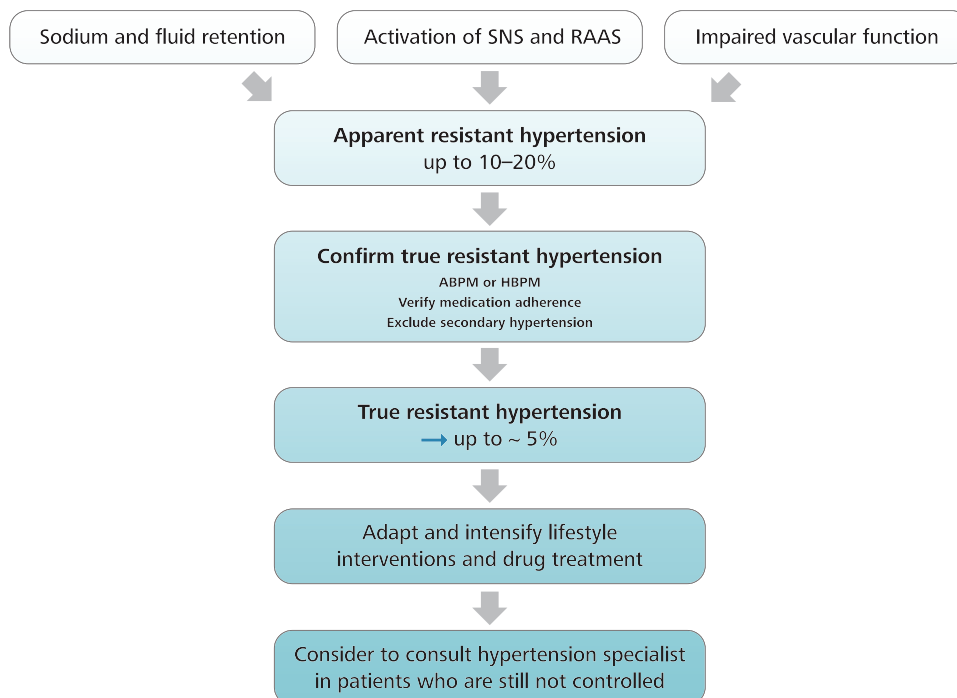 Sodium and fluid retention
Activation of SNS and RAAS
Impaired vascular function
Apparent resistant hypertension
up to 10–20%
Confirm true resistant hypertension
ABPM or HBPM
Verify medication adherence
Exclude secondary hypertension
True resistant hypertension
→ up to ~ 5%
Adapt and intensify lifestyle
interventions and drug treatment
Consider to consult hypertension specialist
in patients who are still not controlled